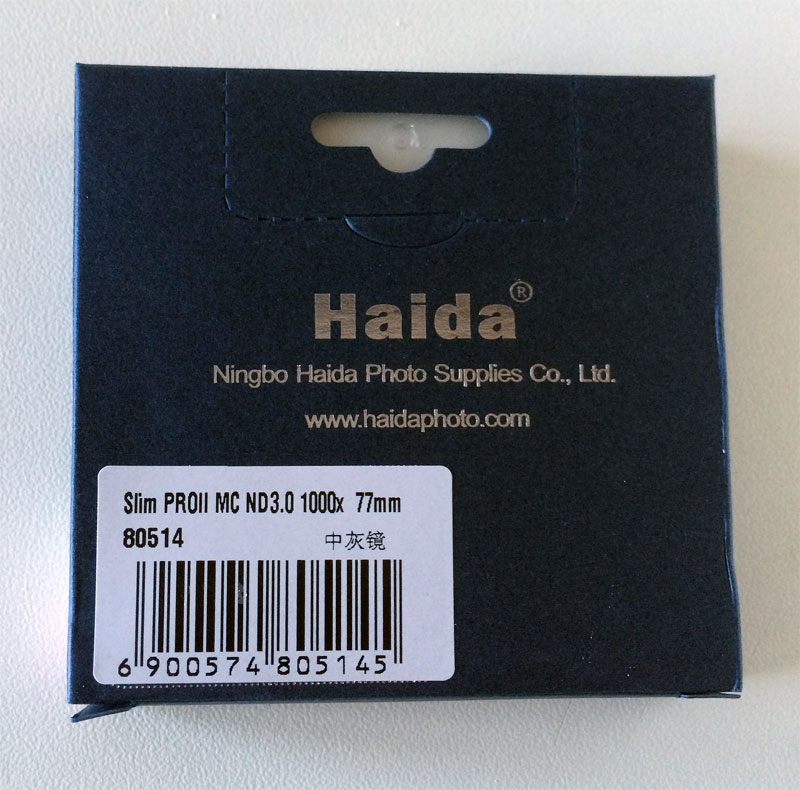 Haida®
Ningbo Haida Photo Supplies Co., Ltd.
www.haidaphoto.com
Slim PROII MC ND3.0 1000x 77mm
80514 中灰镜
6 900574 805145